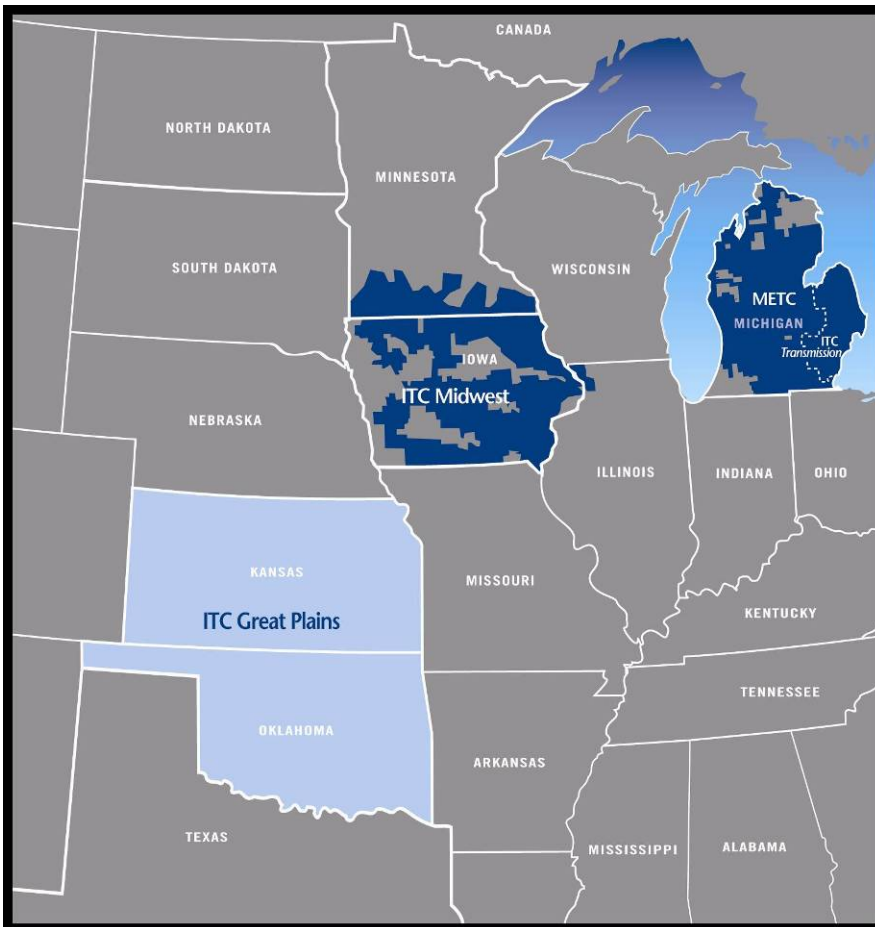 CANADA
NORTH DAKOTA
MINNESOTA
SOUTH DAKOTA
WISCONSIN
METC
MICHIGAN
ITC
Transmission
IOWA
ITC Midwest
NEBRASKA
ILLINOIS
INDIANA
OHIO
KANSAS
MISSOURI
ITC Great Plains
KENTUCKY
TENNESSEE
OKLAHOMA
ARKANSAS
TEXAS
MISSISSIPPI
ALABAMA